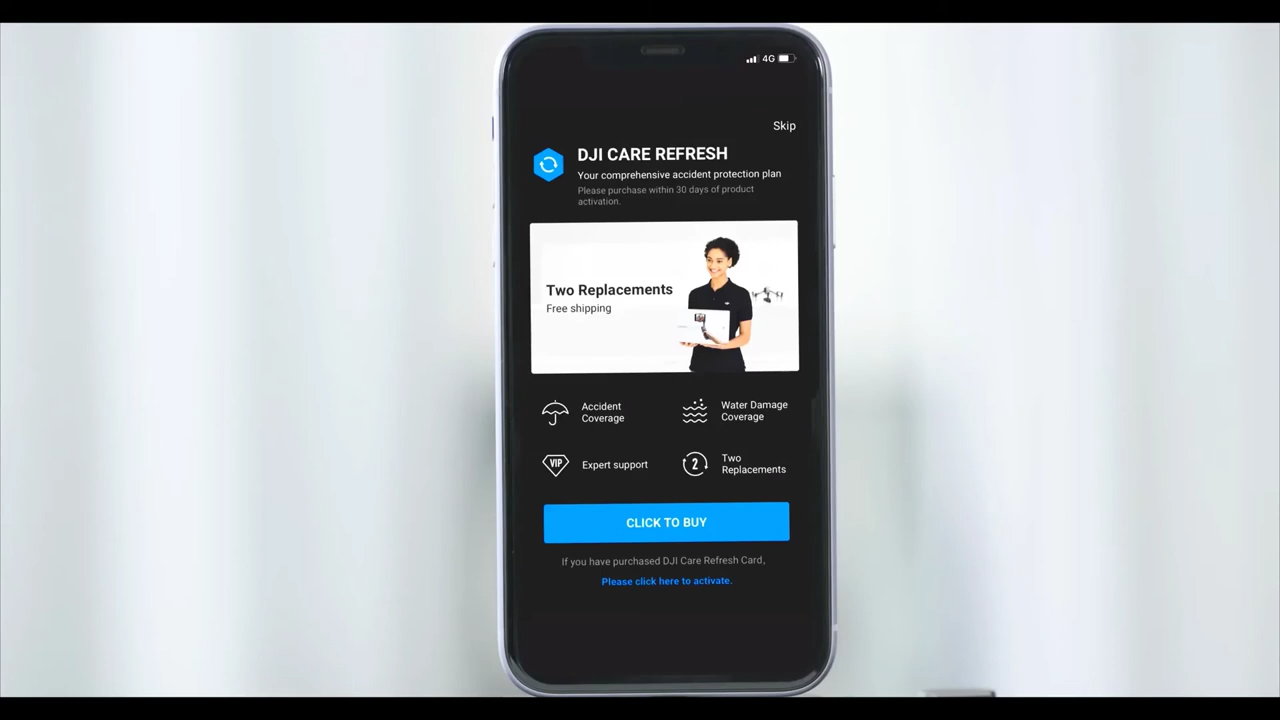 4G
Skip
DJI CARE REFRESH
Your comprehensive accident protection plan
Please purchase within 30 days of product
activation.
Two Replacements
Free shipping
Accident
Coverage
Water Damage
Coverage
VIP
Expert support
2
Two
Replacements
CLICK TO BUY
If you have purchased DJI Care Refresh Card,
Please click here to activate.